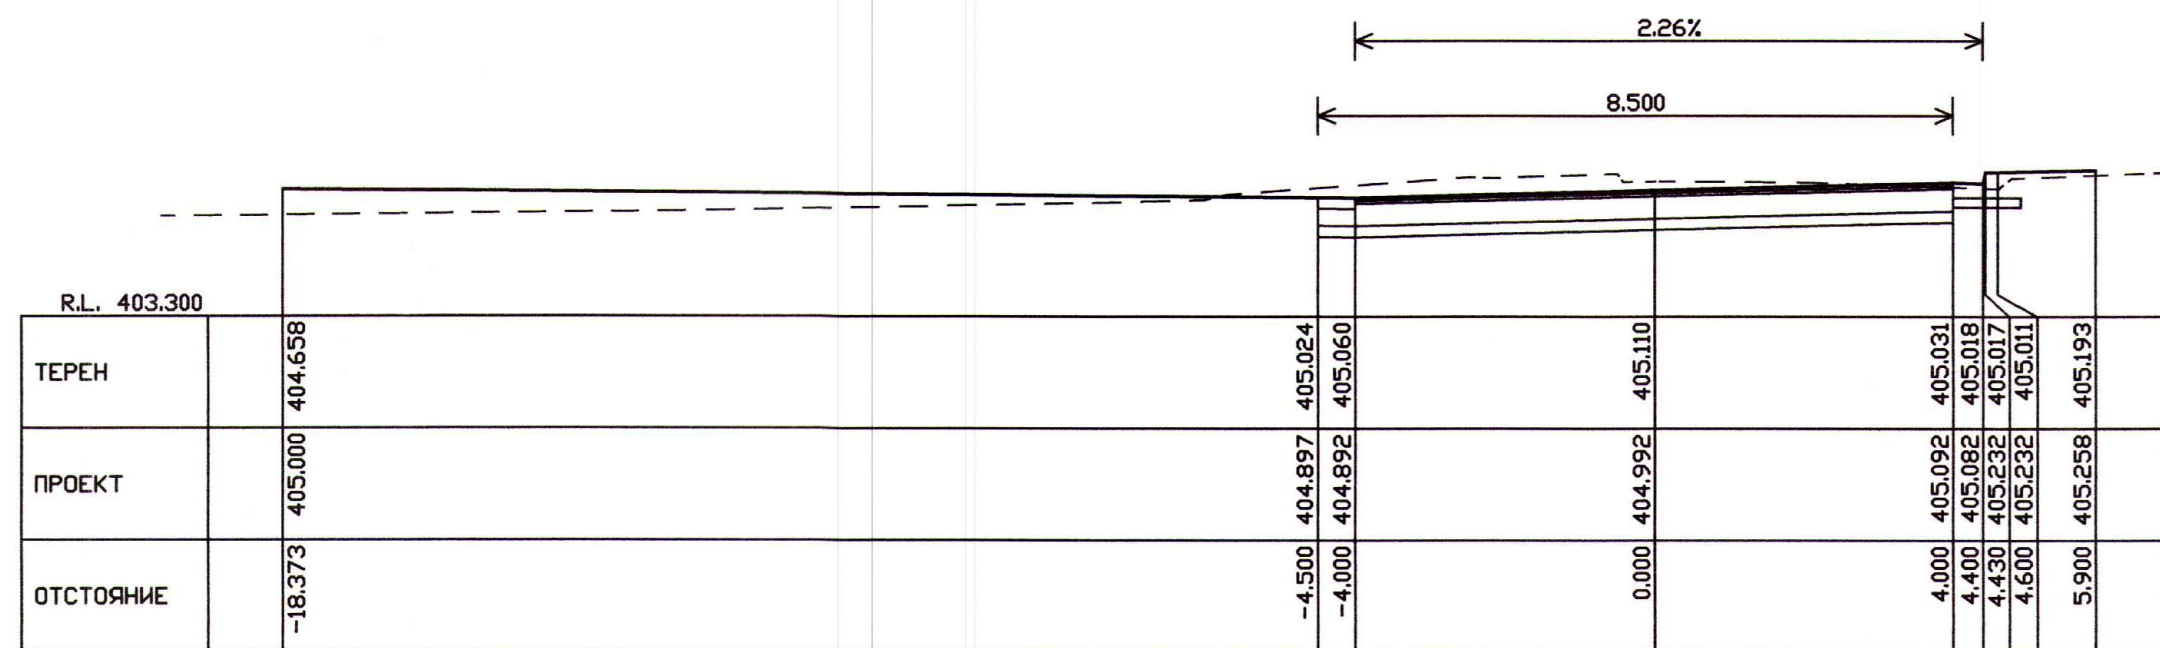 2.26%
8.500
R.L. 403.300
ТЕРЕН 404.658 405.024 405.060 405.110 405.031 405.018 405.017 405.011 405.193
ПРОЕКТ 405.000 404.897 404.892 404.992 405.092 405.082 405.232 405.232 405.258
ОТСТОЯНИЕ -18.373 -4.500 -4.000 0.000 4.000 4.400 4.430 4.600 5.900